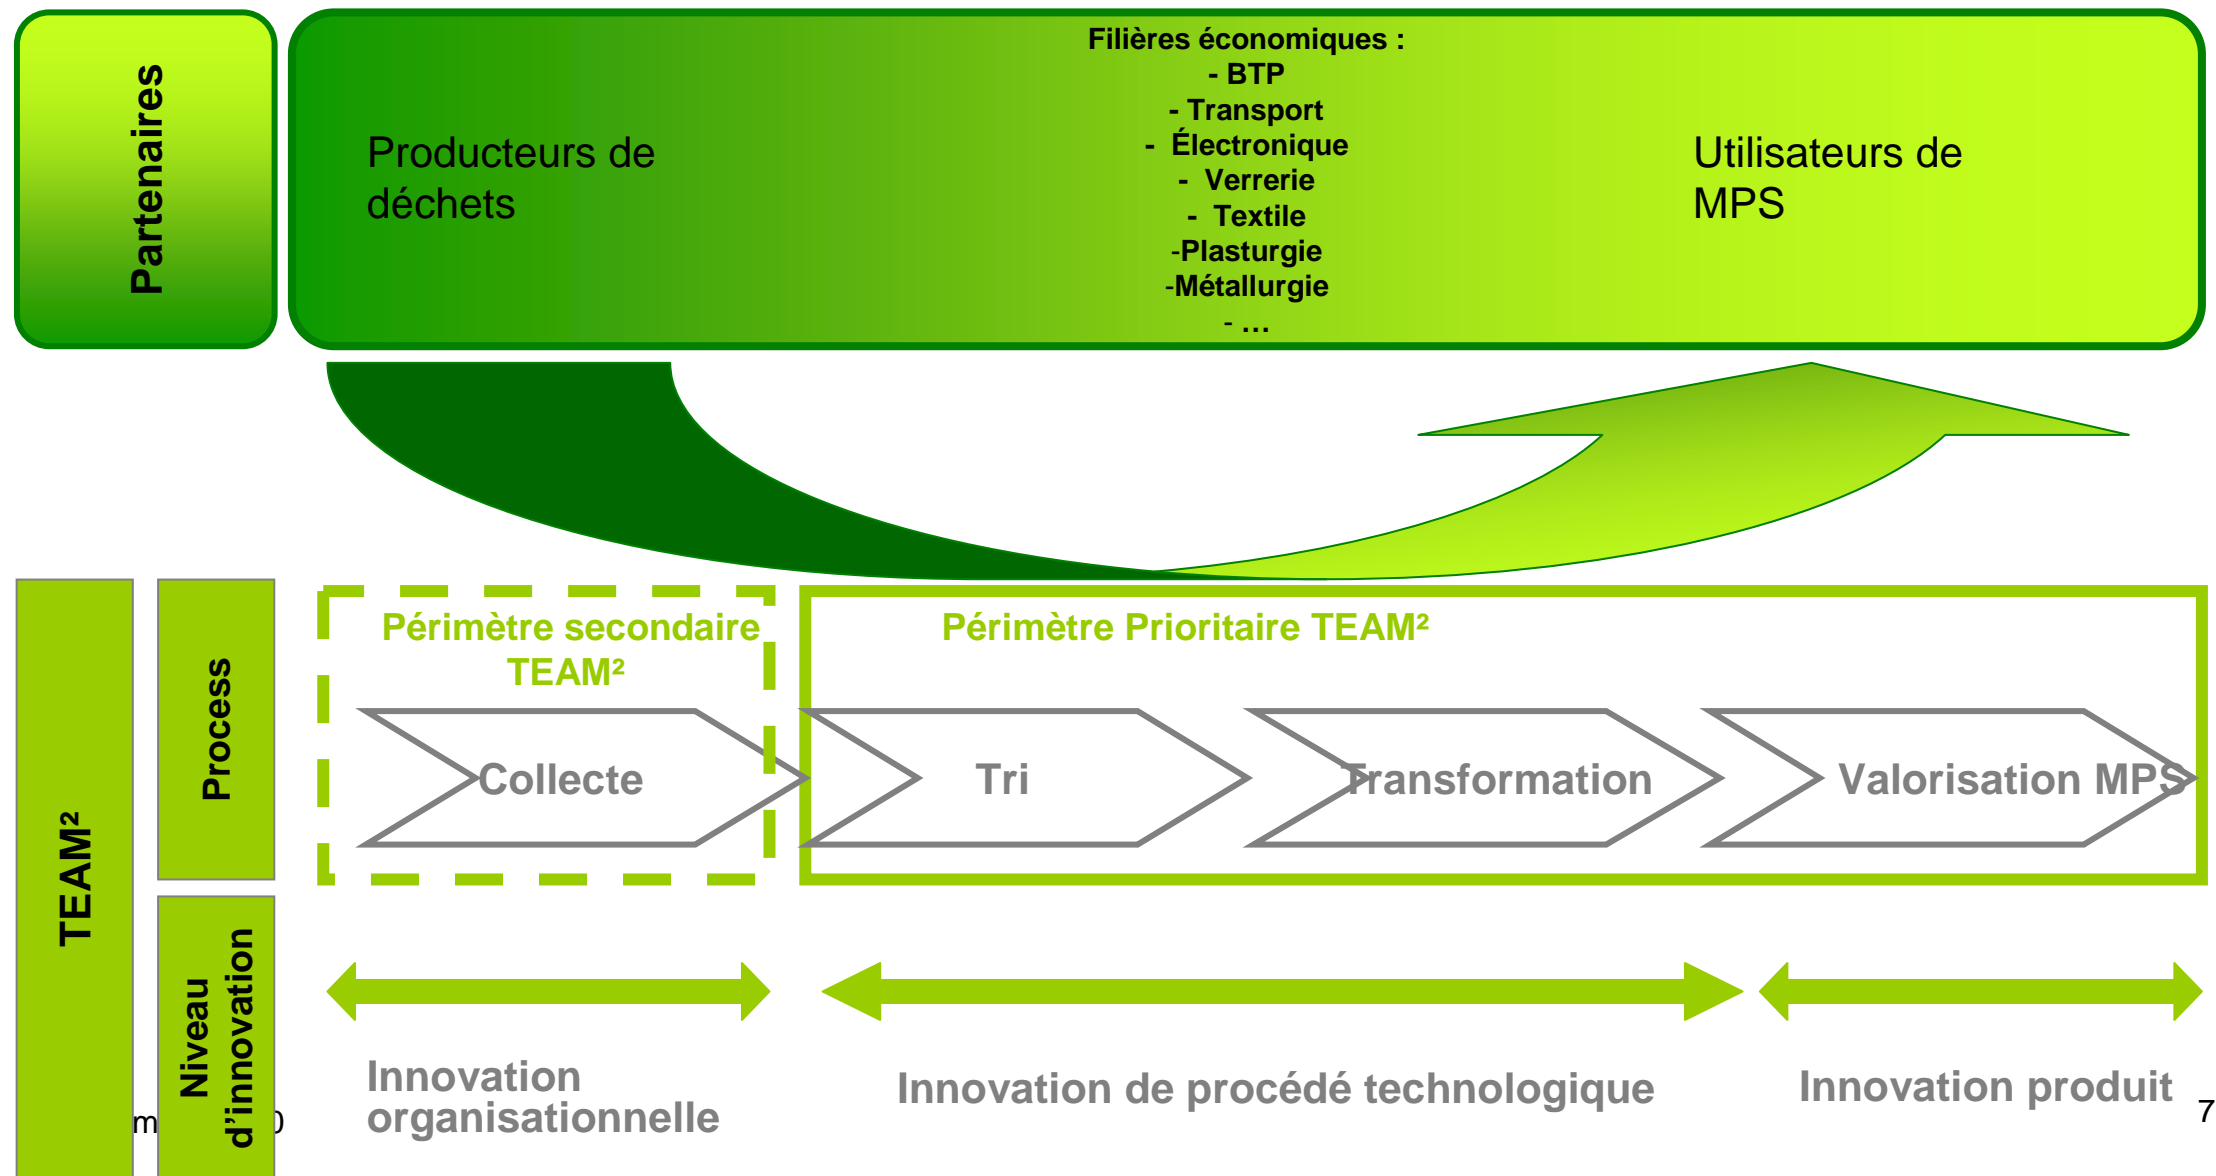 Partenaires
Producteurs de
déchets
Filières économiques :
- BTP
- Transport
- Électronique
- Verrerie
- Textile
-Plasturgie
-Métallurgie
- …
Utilisateurs de
MPS
TEAM²
Process
Périmètre secondaire
TEAM²
Périmètre Prioritaire TEAM²
Collecte
Tri
Transformation
Valorisation MPS
Niveau
d’innovation
Innovation
organisationnelle
Innovation de procédé technologique
Innovation produit
7